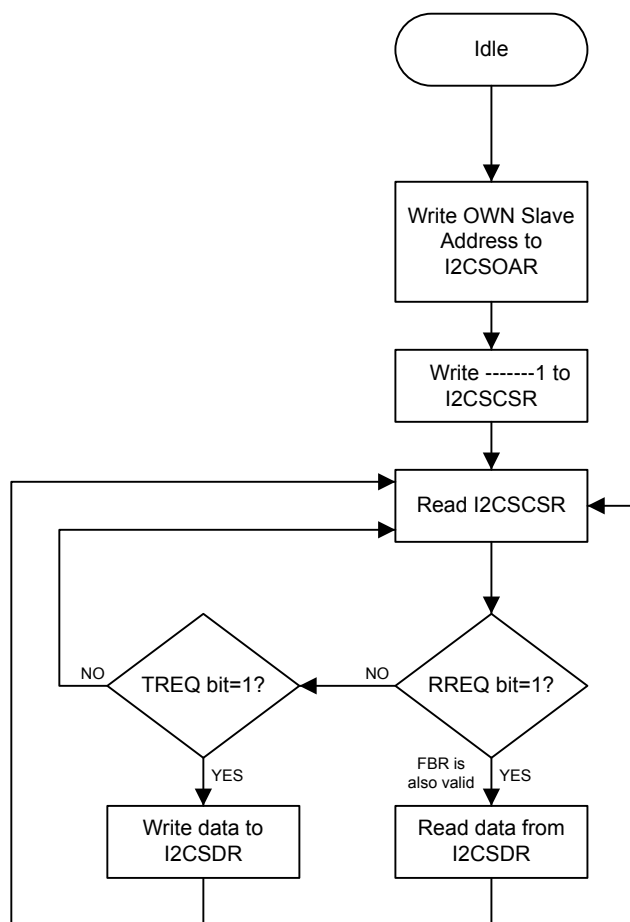 Idle
Write OWN Slave
Address to
I2CSOAR
Write -------1 to
I2CSCSR
Read I2CSCSR
NO
TREQ bit=1?
NO
RREQ bit=1?
YES
FBR is
also valid
YES
Write data to
I2CSDR
Read data from
I2CSDR